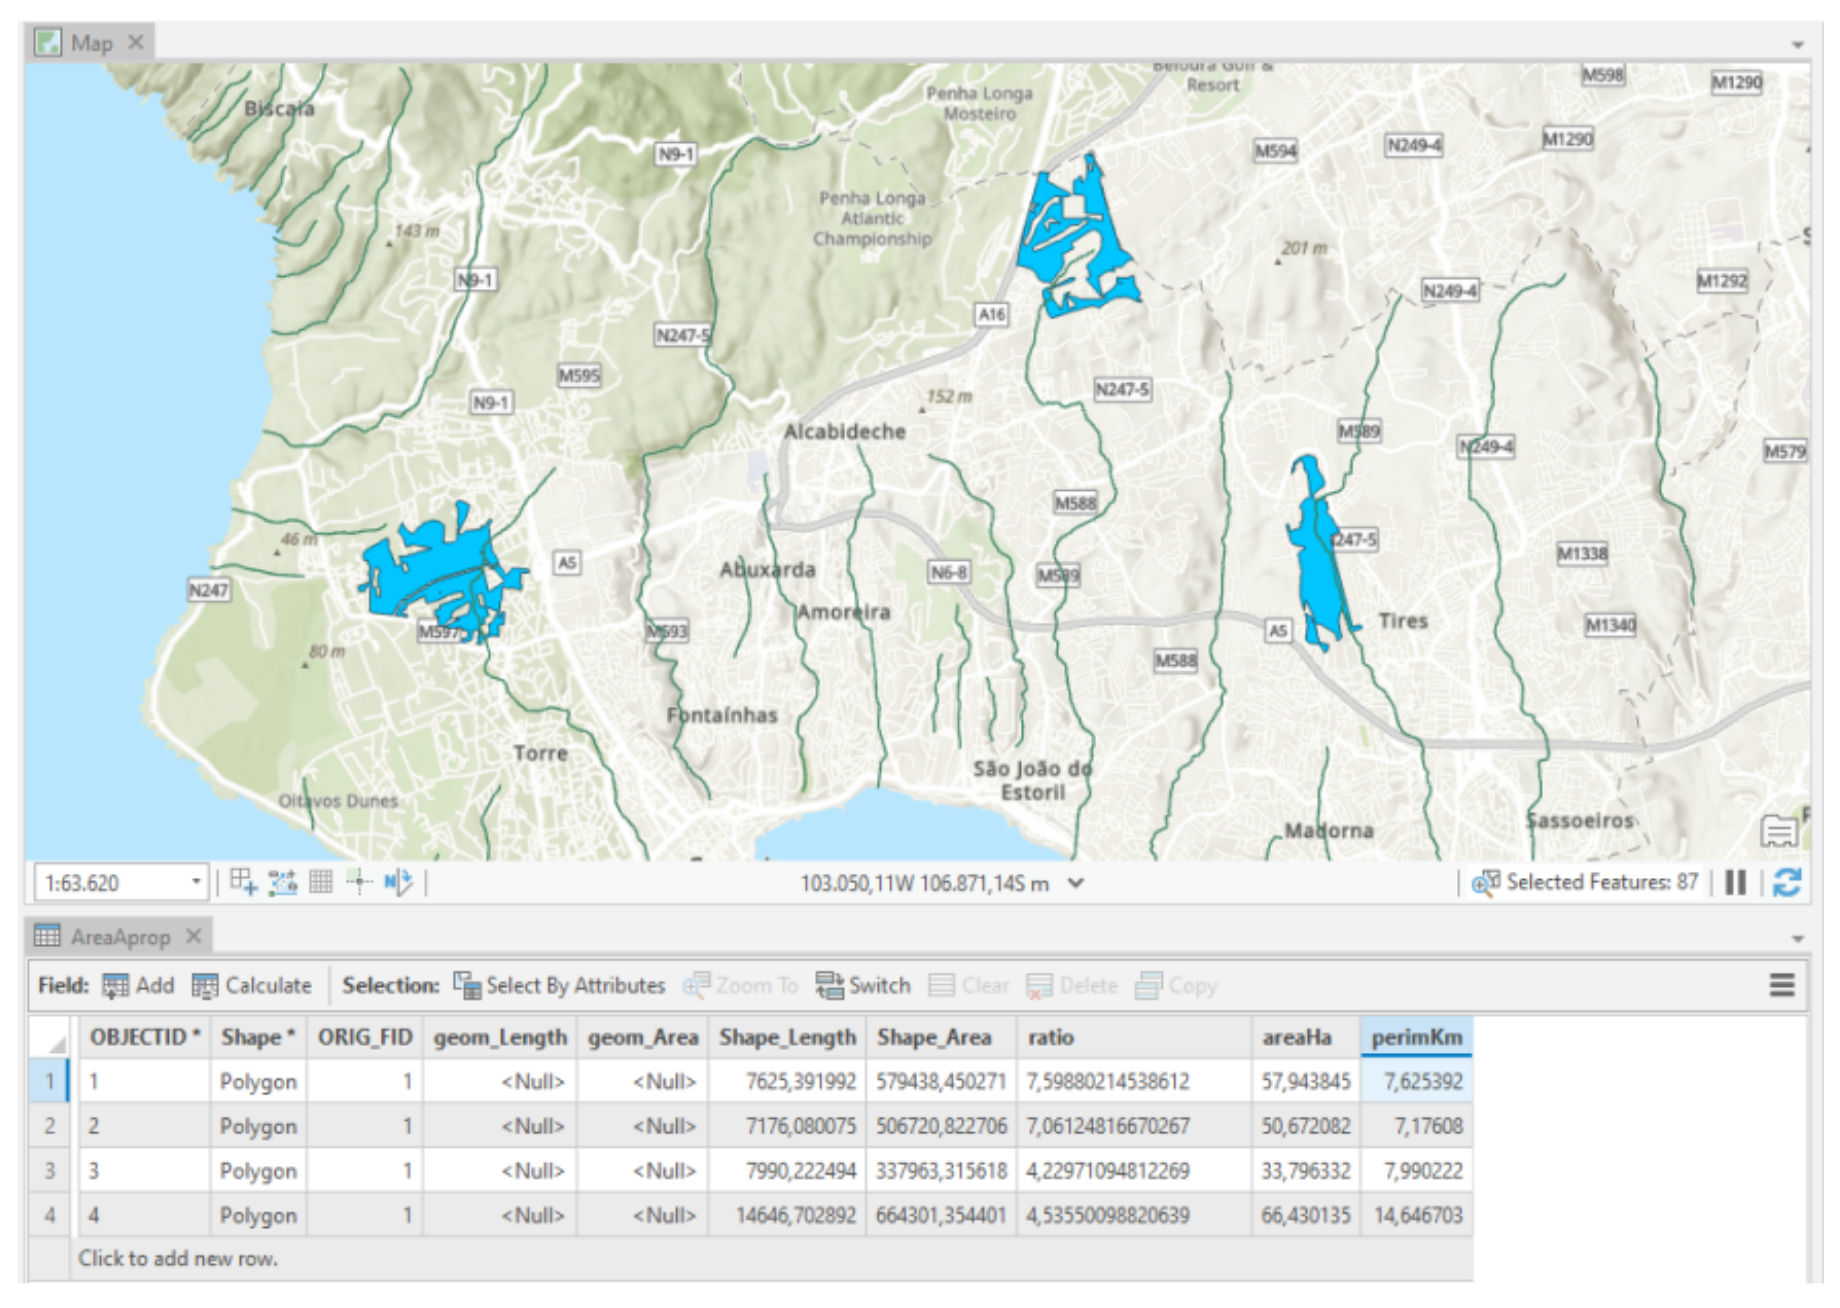 Map
Biscaia
N9-1
Penha Longa
Mosteiro
Beloura Golf &
Resort
M598
M1290
M594
N249-4
M1290
Penha Longa
Atlantic
Championship
143 m
N9-1
201 m
N249-4
M1292
A16
N247-5
M595
N9-1
152 m
N247-5
Alcabideche
M589
N249-4
M579
M588
46 m
N247
A5
Abuxarda
N6-8
M589
247-5
M1338
Amoreira
M597
M593
80 m
M588
A5
Tires
M1340
Fontaínhas
Torre
São João do
Estoril
Oitavos Dunes
Madorna
Sassoeiros
1:63.620
103.050,11W 106.871,14S m
Selected Features: 87
AreaAprop
Field: Add Calculate Selection: Select By Attributes Zoom To Switch Clear Delete Copy
OBJECTID * Shape * ORIG_FID geom_Length geom_Area Shape_Length Shape_Area ratio areaHa perimKm
1 1 Polygon 1 <Null> <Null> 7625,391992 579438,450271 7,59880214538612 57,943845 7,625392
2 2 Polygon 1 <Null> <Null> 7176,080075 506720,822706 7,06124816670267 50,672082 7,17608
3 3 Polygon 1 <Null> <Null> 7990,222494 337963,315618 4,22971094812269 33,796332 7,990222
4 4 Polygon 1 <Null> <Null> 14646,702892 664301,354401 4,53550098820639 66,430135 14,646703
Click to add new row.